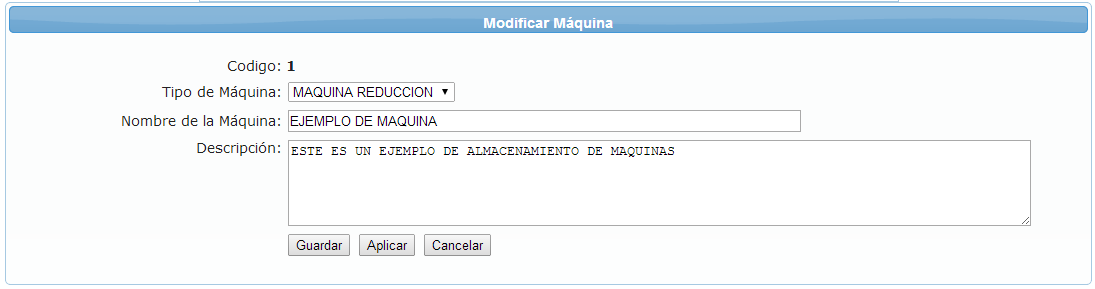 Modificar Máquina
Codigo: 1
Tipo de Máquina: MAQUINA REDUCCION
Nombre de la Máquina: EJEMPLO DE MAQUINA
Descripción: ESTE ES UN EJEMPLO DE ALMACENAMIENTO DE MAQUINAS
Guardar Aplicar Cancelar